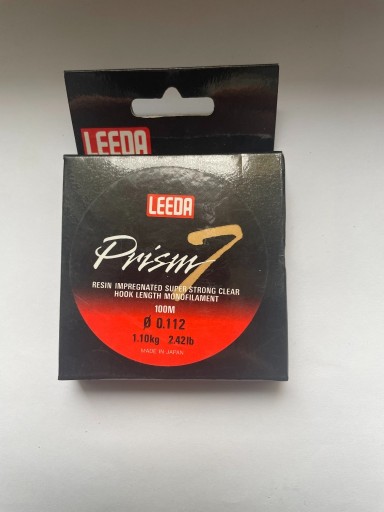 LEEDA
LEEDA
Prism 7
RESIN IMPREGNATED SUPER STRONG CLEAR
HOOK LENGTH MONOFILAMENT
100M
Ø 0.112
1.10kg 2.42lb
MADE IN JAPAN